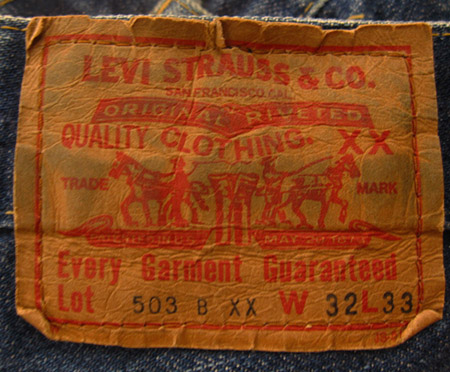 LEVI STRAUSS & CO.
SAN FRANCISCO CAL.
ORIGINAL RIVETED
QUALITY CLOTHING.
XX
TRADE MARK
MAY
Every Garment Guaranteed
Lot 503 B XX W 32 L 33